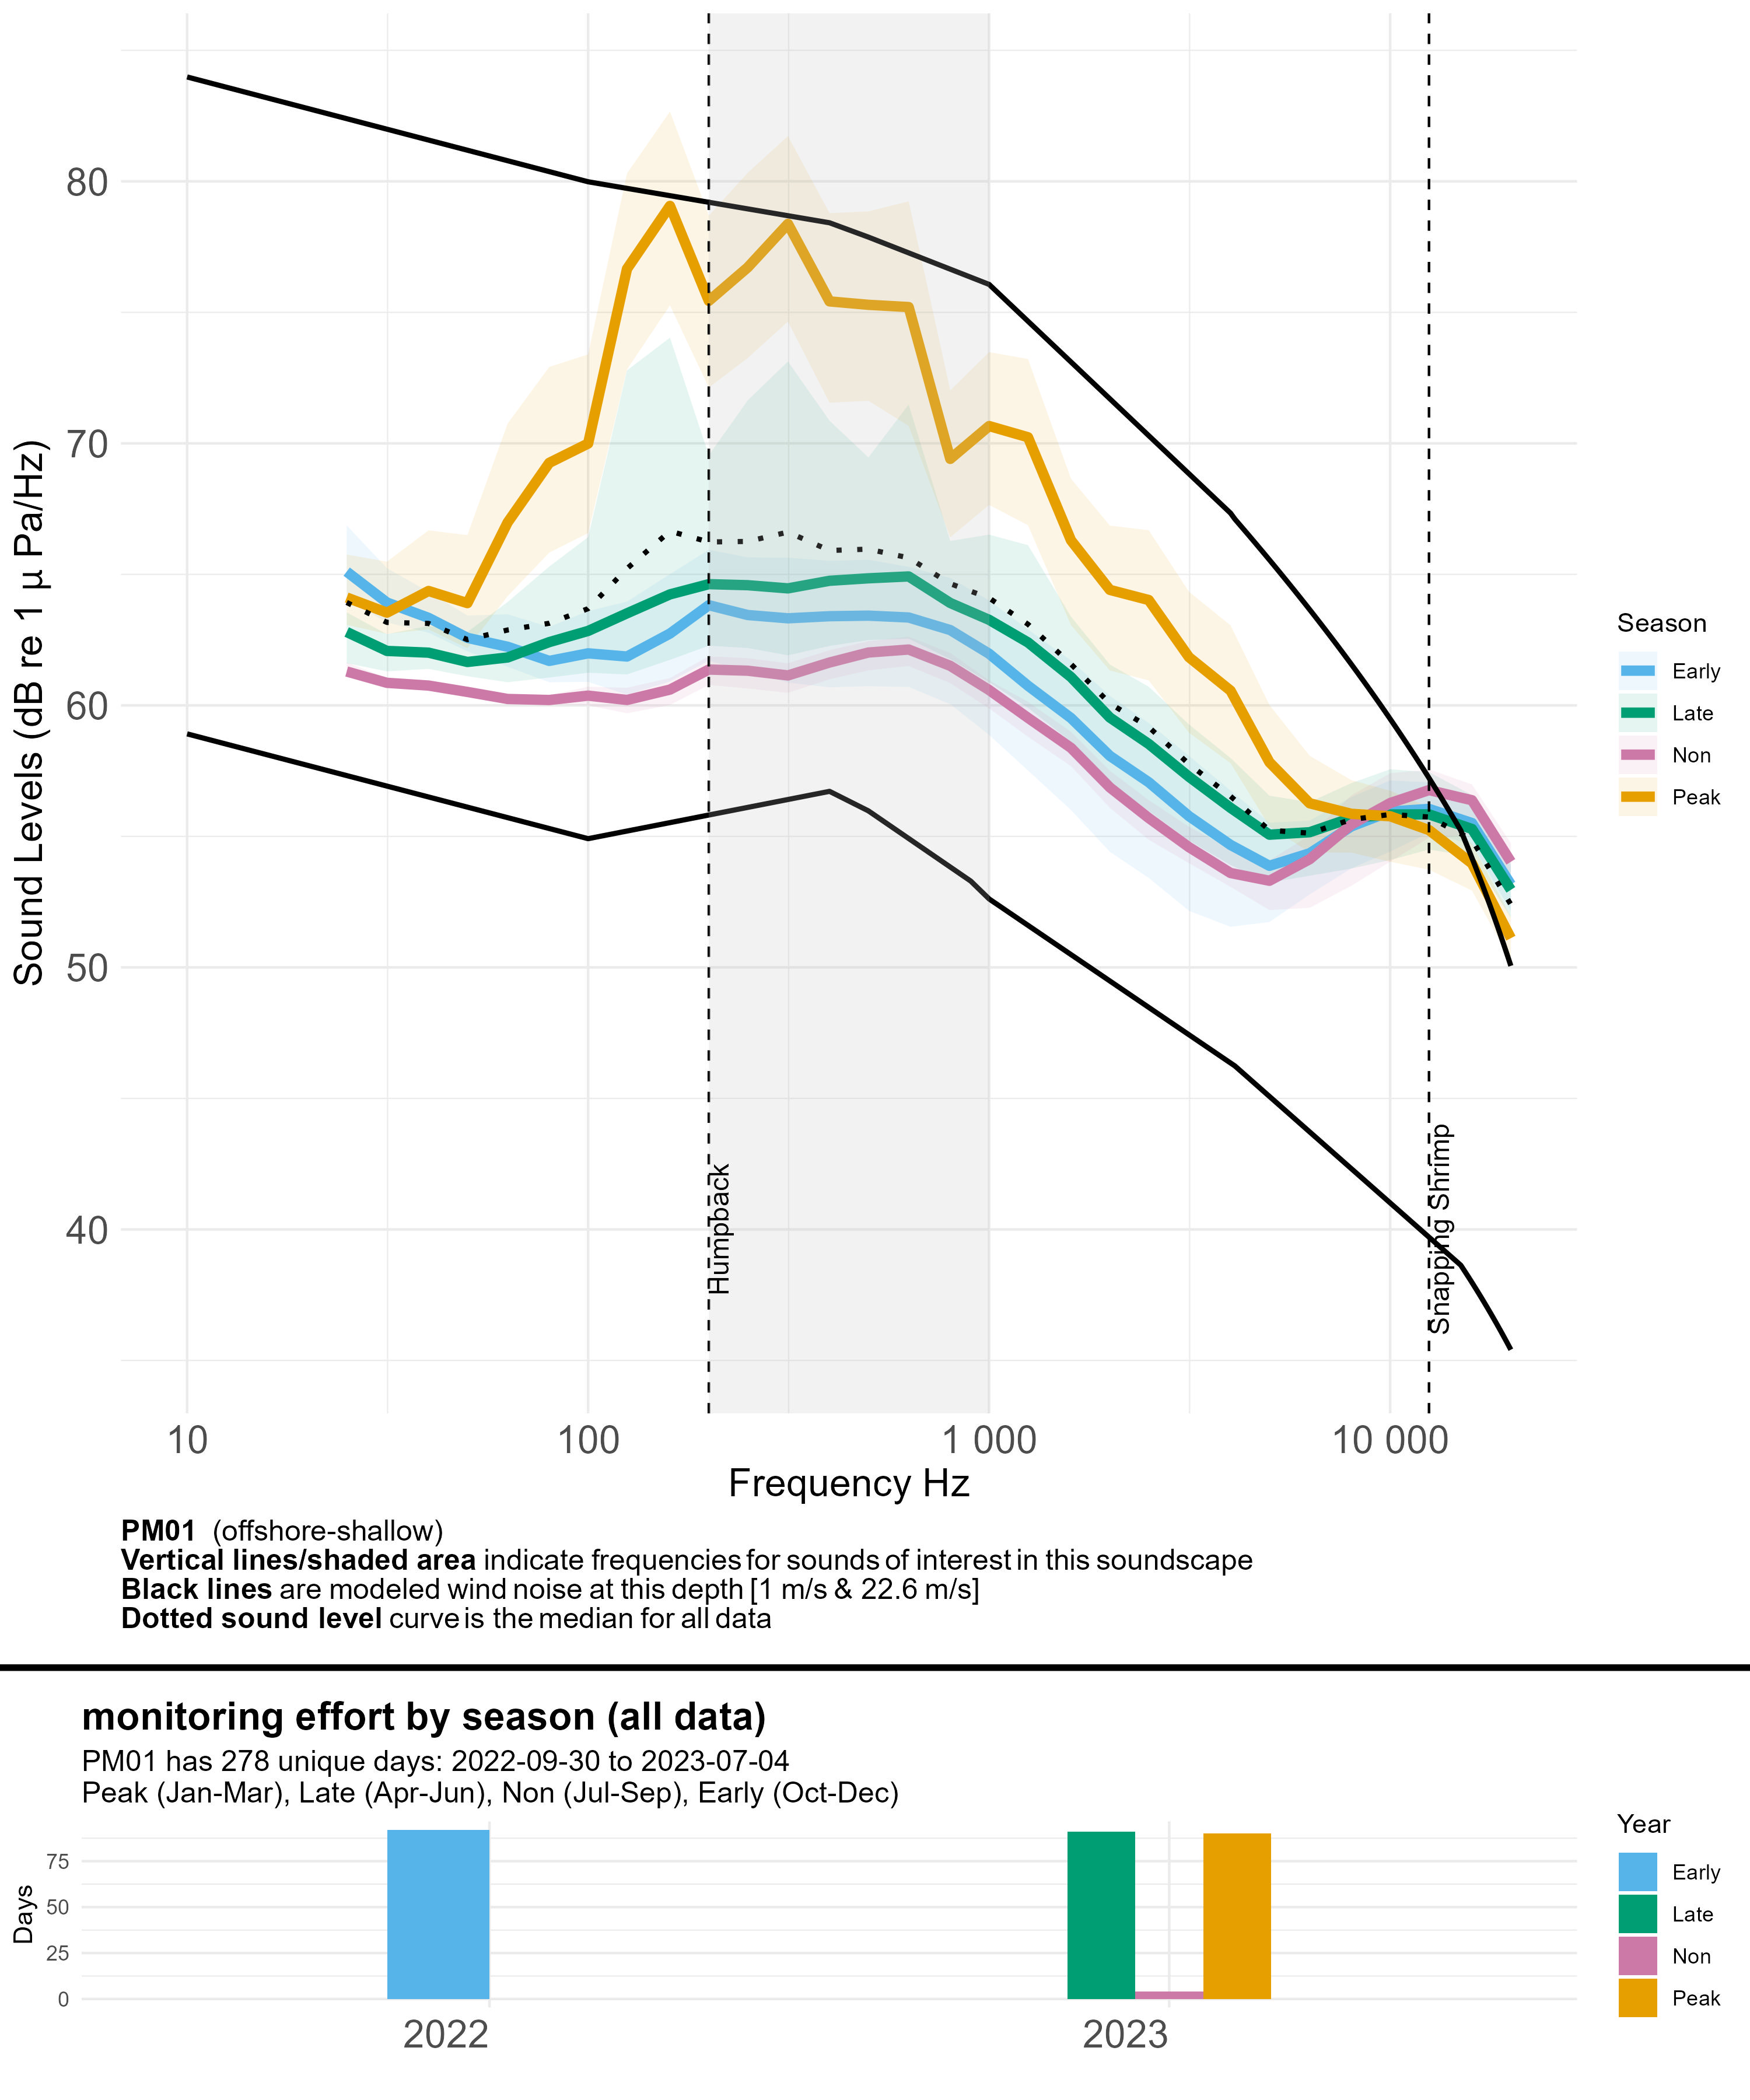 80
70
60
50
40
Sound Levels (dB re 1 µ Pa/Hz)
Humpback
Snapping Shrimp
10
100
1 000
10 000
Frequency Hz
Season
Early
Late
Non
Peak
PM01 (offshore-shallow)
Vertical lines/shaded area indicate frequencies for sounds of interest in this soundscape
Black lines are modeled wind noise at this depth [1 m/s & 22.6 m/s]
Dotted sound level curve is the median for all data
monitoring effort by season (all data)
PM01 has 278 unique days: 2022-09-30 to 2023-07-04
Peak (Jan-Mar), Late (Apr-Jun), Non (Jul-Sep), Early (Oct-Dec)
75
50
25
0
Days
2022
2023
Year
Early
Late
Non
Peak